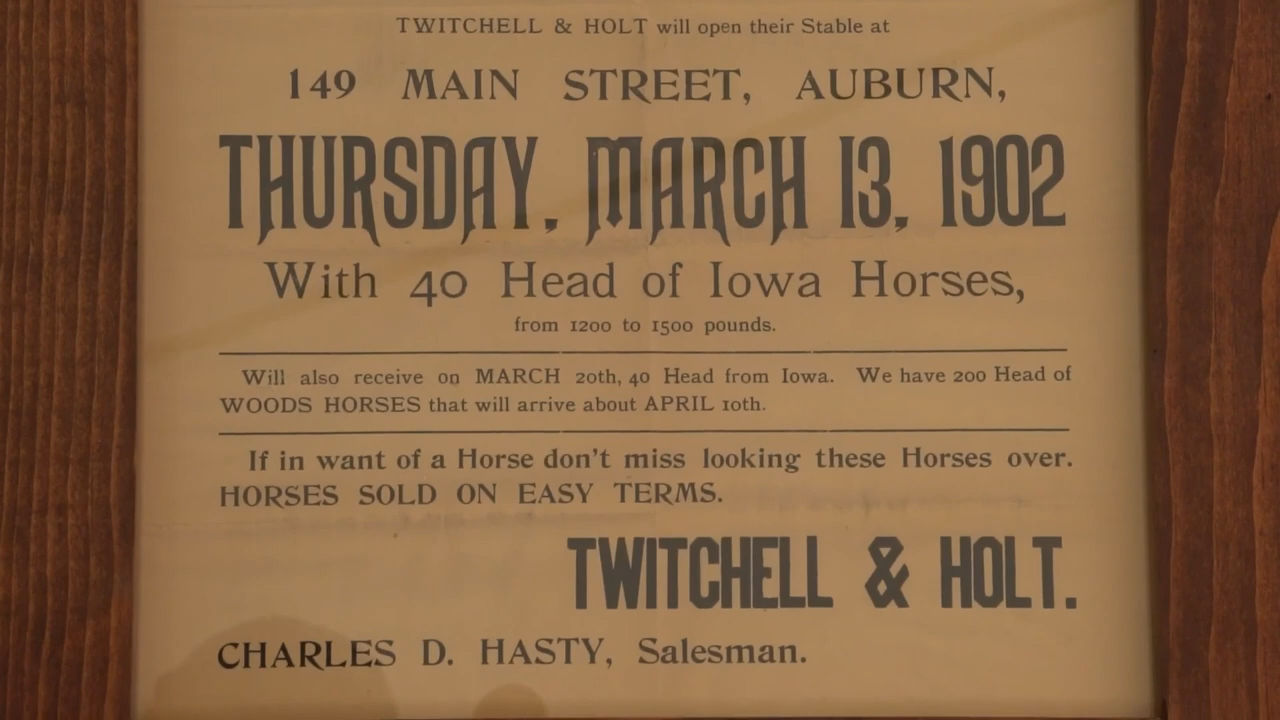 TWITCHELL & HOLT will open their Stable at
149 MAIN STREET, AUBURN,
THURSDAY, MARCH 13, 1902
With 40 Head of Iowa Horses,
from 1200 to 1500 pounds.
Will also receive on MARCH 20th, 40 Head from Iowa. We have 200 Head of
WOODS HORSES that will arrive about APRIL 10th.
If in want of a Horse don't miss looking these Horses over.
HORSES SOLD ON EASY TERMS.
TWITCHELL & HOLT.
CHARLES D. HASTY, Salesman.